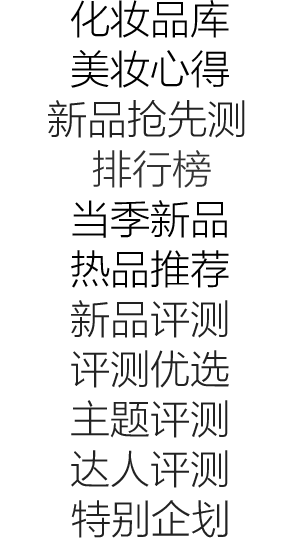 化妆品库
美妆心得
新品抢先测
排行榜
当季新品
热品推荐
新品评测
评测优选
主题评测
达人评测
特别企划